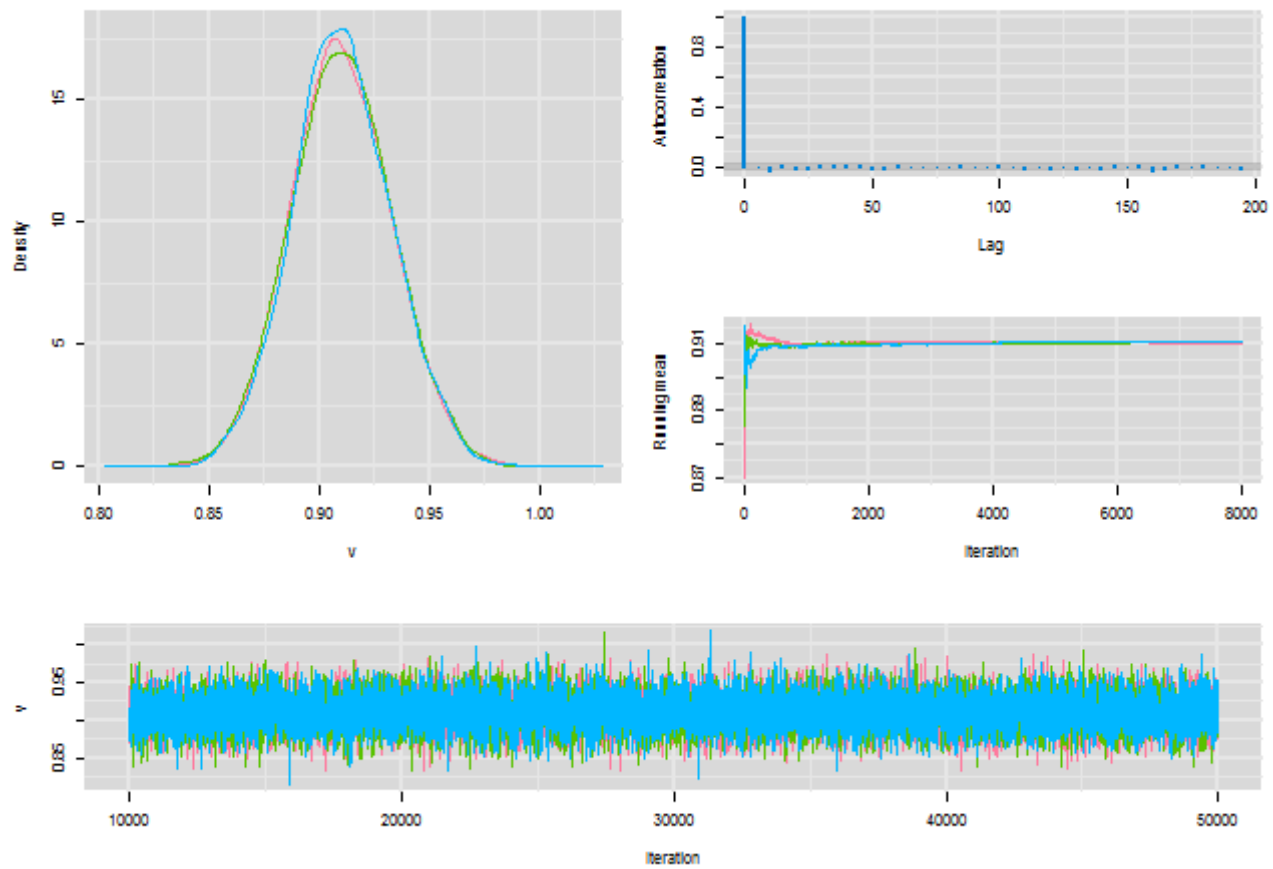 Density
15
10
5
0
0.80 0.85 0.90 0.95 1.00
v
Autocorrelation
0.8
0.4
0.0
0 50 100 150 200
Lag
Running mean
0.91
0.89
0.87
0 2000 4000 6000 8000
Iteration
v
0.95
0.85
10000 20000 30000 40000 50000
Iteration